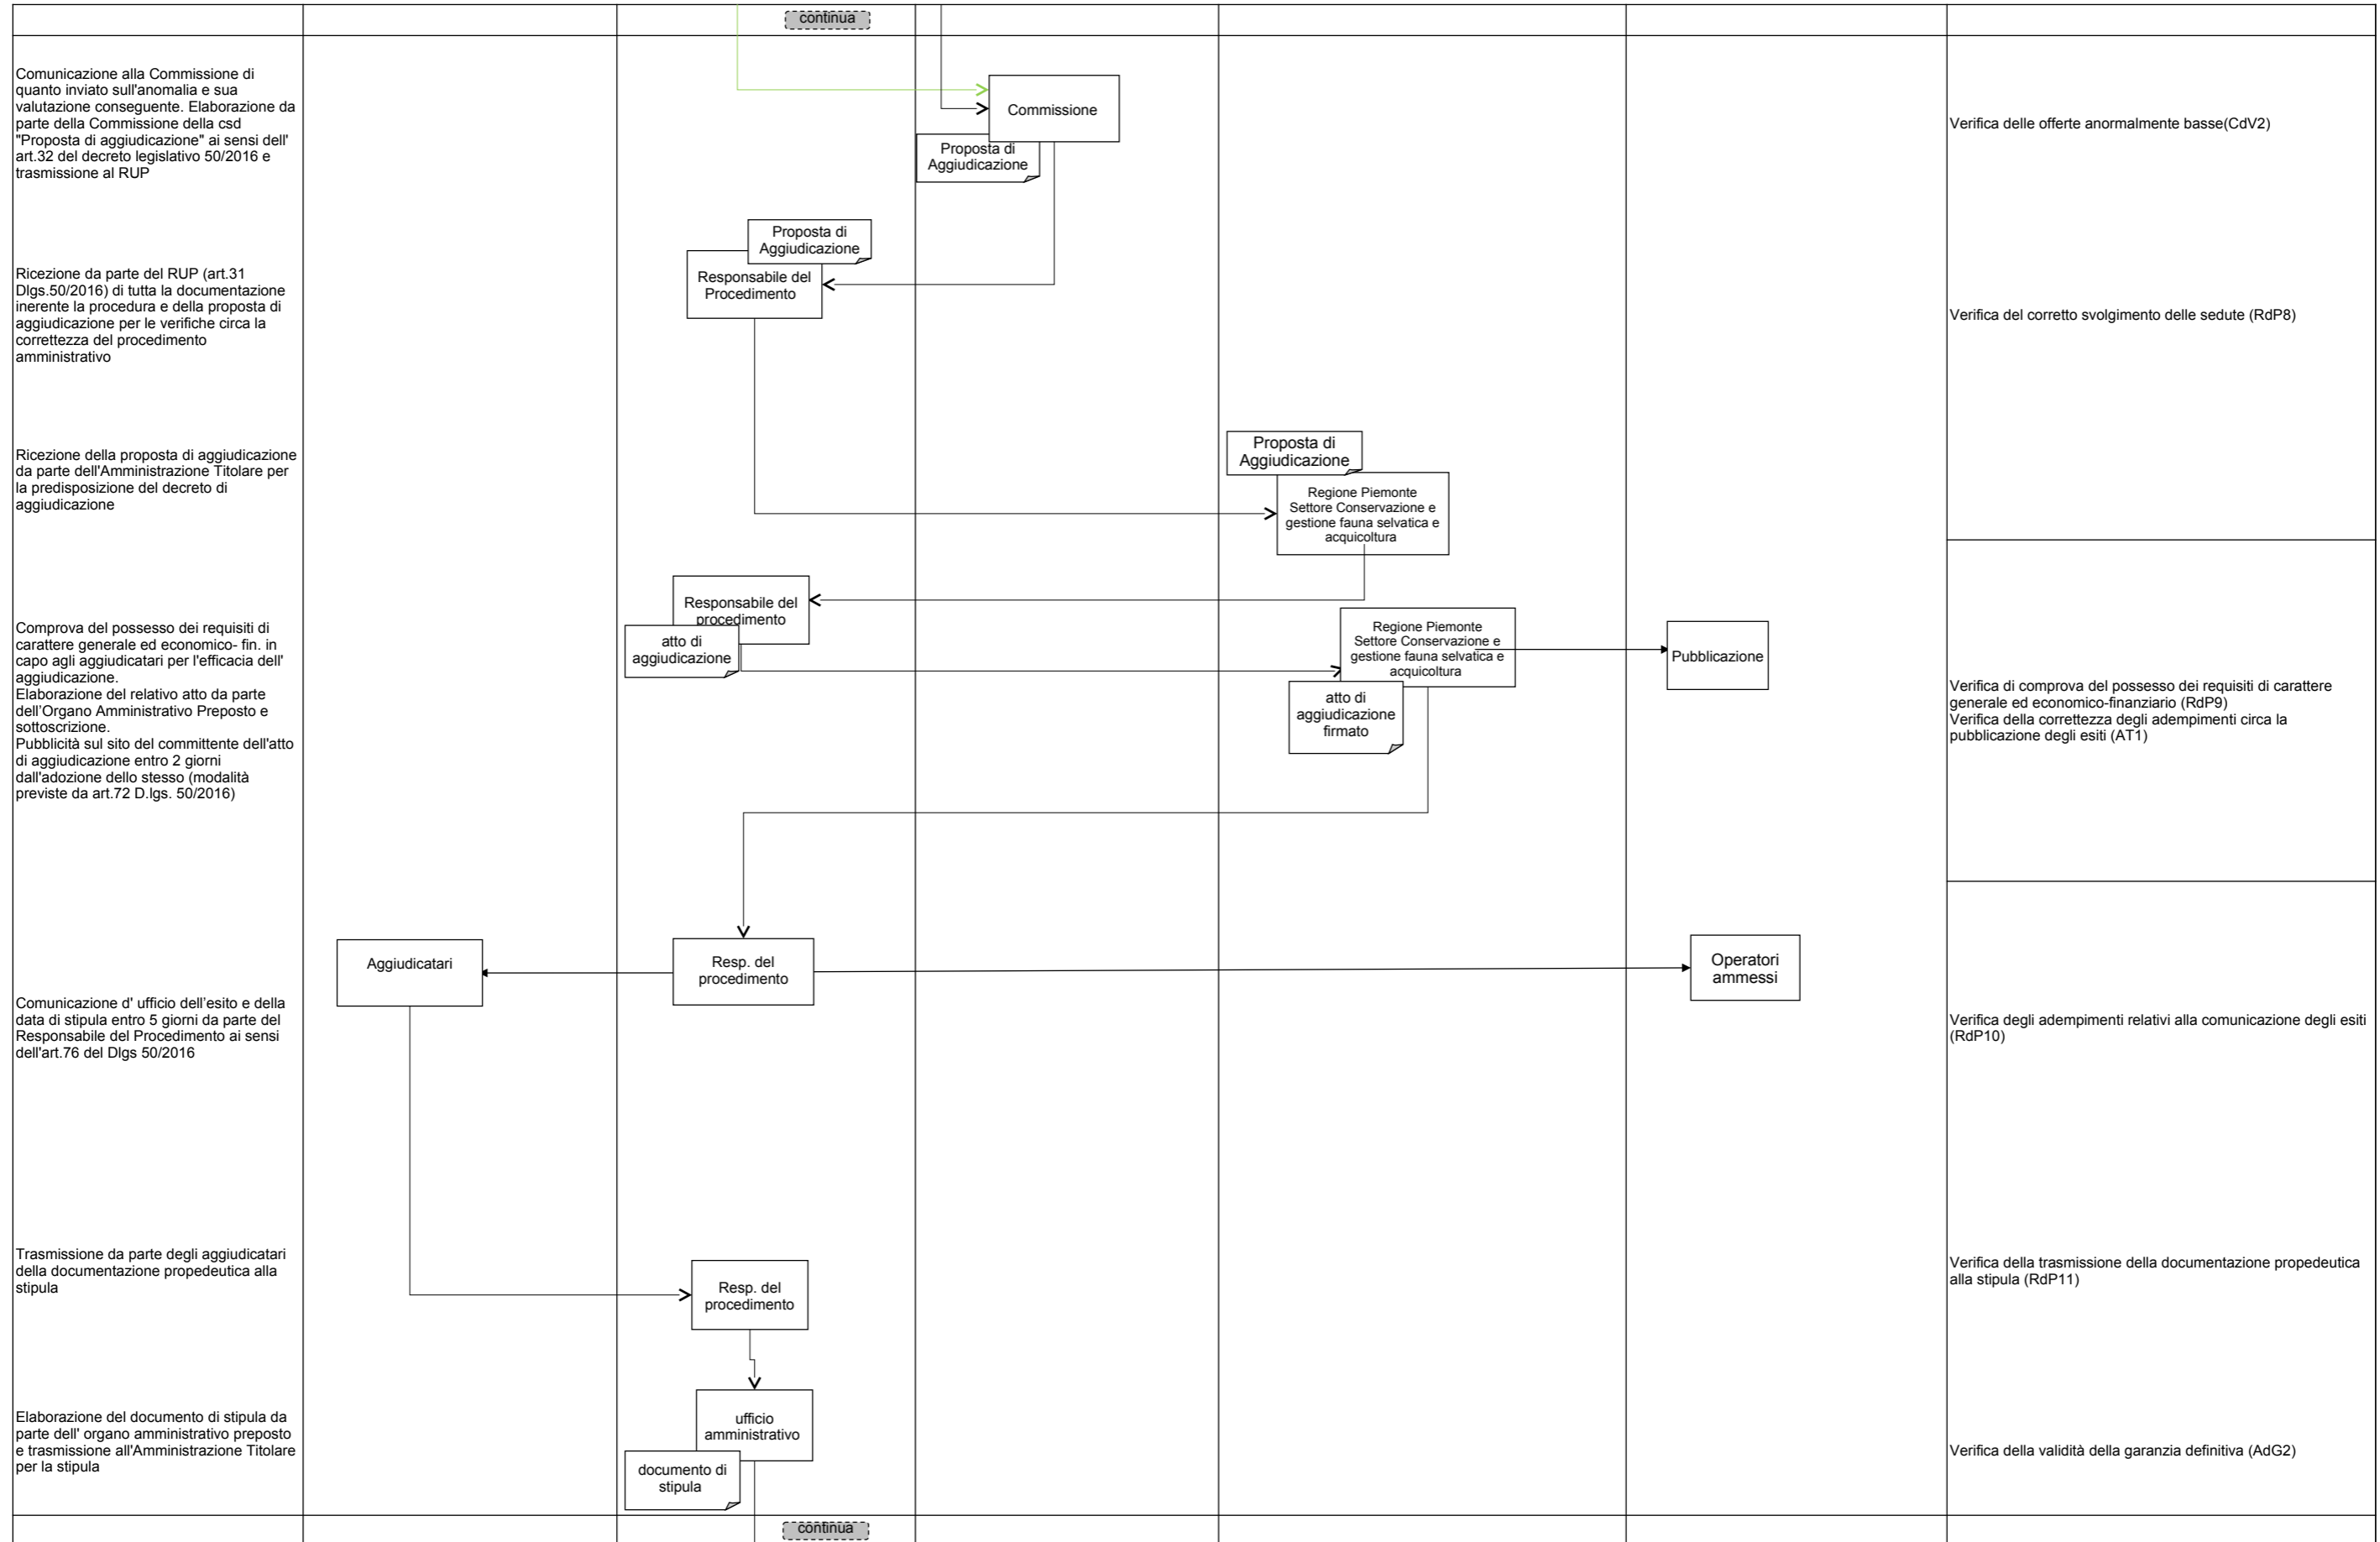 continua
Comunicazione alla Commissione di
quanto inviato sull'anomalia e sua
valutazione conseguente. Elaborazione da
parte della Commissione della csd
"Proposta di aggiudicazione" ai sensi dell'
art.32 del decreto legislativo 50/2016 e
trasmissione al RUP
Commissione
Proposta di
Aggiudicazione
Verifica delle offerte anormalmente basse(CdV2)
Proposta di
Aggiudicazione
Responsabile del
Procedimento
Ricezione da parte del RUP (art.31
Dlgs.50/2016) di tutta la documentazione
inerente la procedura e della proposta di
aggiudicazione per le verifiche circa la
correttezza del procedimento
amministrativo
Verifica del corretto svolgimento delle sedute (RdP8)
Ricezione della proposta di aggiudicazione
da parte dell'Amministrazione Titolare per
la predisposizione del decreto di
aggiudicazione
Proposta di
Aggiudicazione
Regione Piemonte
Settore Conservazione e
gestione fauna selvatica e
acquicoltura
Responsabile del
procedimento
atto di
aggiudicazione
Regione Piemonte
Settore Conservazione e
gestione fauna selvatica e
acquicoltura
atto di
aggiudicazione
firmato
Pubblicazione
Comprova del possesso dei requisiti di
carattere generale ed economico- fin. in
capo agli aggiudicatari per l'efficacia dell'
aggiudicazione.
Elaborazione del relativo atto da parte
dell'Organo Amministrativo Preposto e
sottoscrizione.
Pubblicità sul sito del committente dell'atto
di aggiudicazione entro 2 giorni
dall'adozione dello stesso (modalità
previste da art.72 D.lgs. 50/2016)
Verifica di comprova del possesso dei requisiti di carattere
generale ed economico-finanziario (RdP9)
Verifica della correttezza degli adempimenti circa la
pubblicazione degli esiti (AT1)
Aggiudicatari
Resp. del
procedimento
Operatori
ammessi
Comunicazione d' ufficio dell'esito e della
data di stipula entro 5 giorni da parte del
Responsabile del Procedimento ai sensi
dell'art.76 del Dlgs 50/2016
Verifica degli adempimenti relativi alla comunicazione degli esiti
(RdP10)
Trasmissione da parte degli aggiudicatari
della documentazione propedeutica alla
stipula
Resp. del
procedimento
Verifica della trasmissione della documentazione propedeutica
alla stipula (RdP11)
Elaborazione del documento di stipula da
parte dell' organo amministrativo preposto
e trasmissione all'Amministrazione Titolare
per la stipula
ufficio
amministrativo
documento di
stipula
Verifica della validità della garanzia definitiva (AdG2)
continua